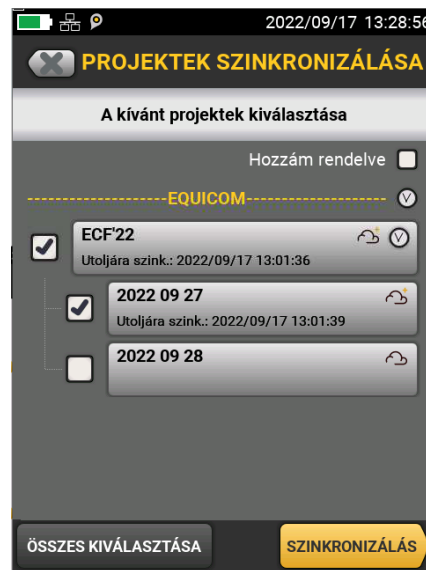 2022/09/17 13:28:56
PROJEKTEK SZINKRONIZÁLÁSA
A kívánt projektek kiválasztása
Hozzám rendelve
EQUICOM
ECF'22
Utoljára szink.: 2022/09/17 13:01:36
2022 09 27
Utoljára szink.: 2022/09/17 13:01:39
2022 09 28
ÖSSZES KIVÁLASZTÁSA
SZINKRONIZÁLÁS